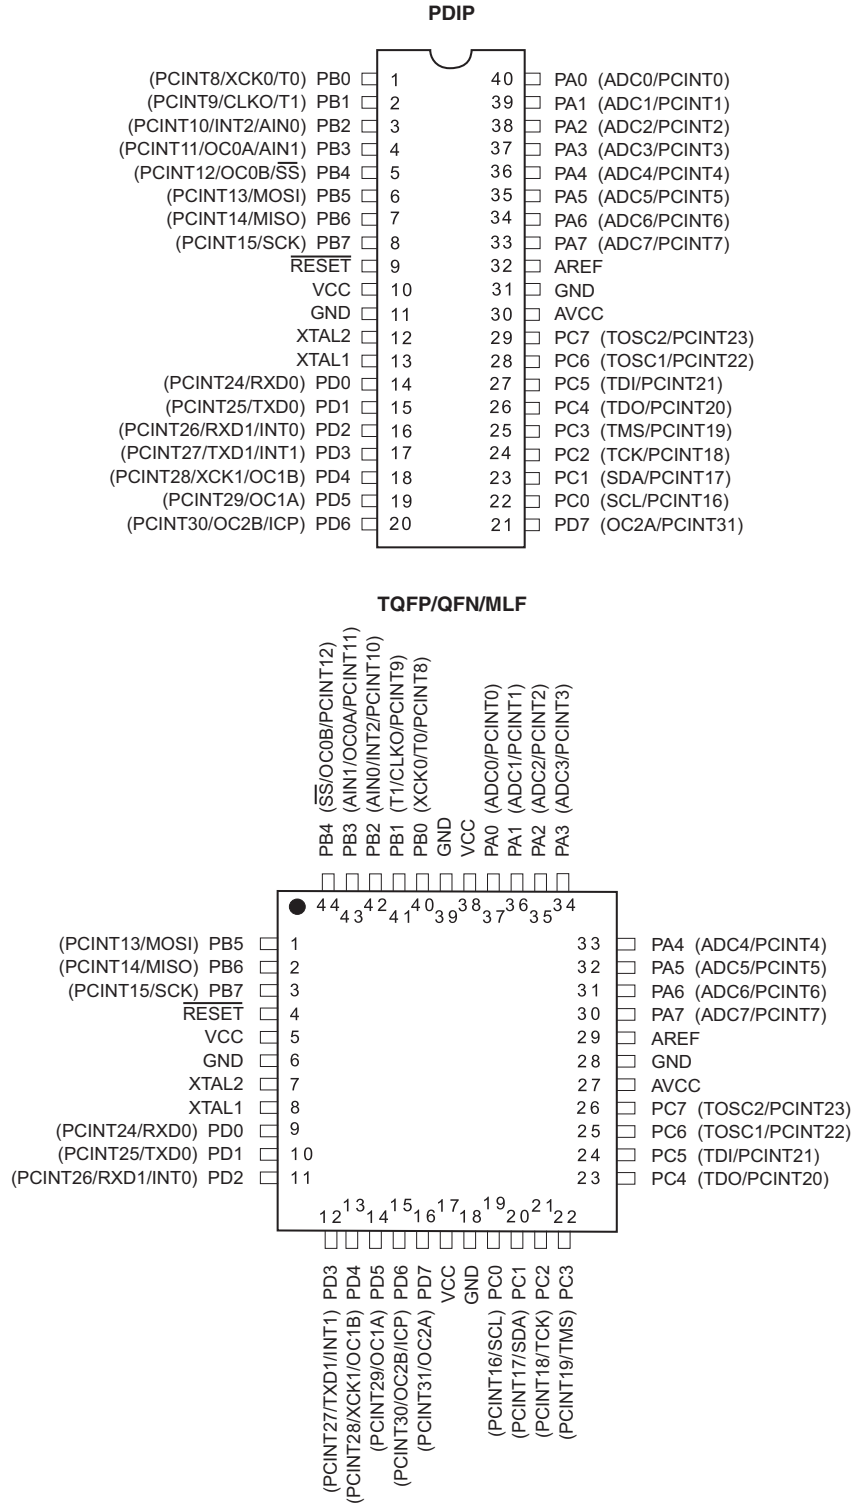 PDIP
(PCINT8/XCK0/T0) PB0 1 40 PA0 (ADC0/PCINT0)
(PCINT9/CLKO/T1) PB1 2 39 PA1 (ADC1/PCINT1)
(PCINT10/INT2/AIN0) PB2 3 38 PA2 (ADC2/PCINT2)
(PCINT11/OC0A/AIN1) PB3 4 37 PA3 (ADC3/PCINT3)
(PCINT12/OC0B/SS) PB4 5 36 PA4 (ADC4/PCINT4)
(PCINT13/MOSI) PB5 6 35 PA5 (ADC5/PCINT5)
(PCINT14/MISO) PB6 7 34 PA6 (ADC6/PCINT6)
(PCINT15/SCK) PB7 8 33 PA7 (ADC7/PCINT7)
RESET 9 32 AREF
VCC 10 31 GND
GND 11 30 AVCC
XTAL2 12 29 PC7 (TOSC2/PCINT23)
XTAL1 13 28 PC6 (TOSC1/PCINT22)
(PCINT24/RXD0) PD0 14 27 PC5 (TDI/PCINT21)
(PCINT25/TXD0) PD1 15 26 PC4 (TDO/PCINT20)
(PCINT26/RXD1/INT0) PD2 16 25 PC3 (TMS/PCINT19)
(PCINT27/TXD1/INT1) PD3 17 24 PC2 (TCK/PCINT18)
(PCINT28/XCK1/OC1B) PD4 18 23 PC1 (SDA/PCINT17)
(PCINT29/OC1A) PD5 19 22 PC0 (SCL/PCINT16)
(PCINT30/OC2B/ICP) PD6 20 21 PD7 (OC2A/PCINT31)
TQFP/QFN/MLF
PB4 (SS/OC0B/PCINT12)
PB3 (AIN1/OC0A/PCINT11)
PB2 (AIN0/INT2/PCINT10)
PB1 (T1/CLKO/PCINT9)
PB0 (XCK0/T0/PCINT8)
GND
VCC
PA0 (ADC0/PCINT0)
PA1 (ADC1/PCINT1)
PA2 (ADC2/PCINT2)
PA3 (ADC3/PCINT3)
44 43 42 41 40 39 38 37 36 35 34
(PCINT13/MOSI) PB5 1 33 PA4 (ADC4/PCINT4)
(PCINT14/MISO) PB6 2 32 PA5 (ADC5/PCINT5)
(PCINT15/SCK) PB7 3 31 PA6 (ADC6/PCINT6)
RESET 4 30 PA7 (ADC7/PCINT7)
VCC 5 29 AREF
GND 6 28 GND
XTAL2 7 27 AVCC
XTAL1 8 26 PC7 (TOSC2/PCINT23)
(PCINT24/RXD0) PD0 9 25 PC6 (TOSC1/PCINT22)
(PCINT25/TXD0) PD1 10 24 PC5 (TDI/PCINT21)
(PCINT26/RXD1/INT0) PD2 11 23 PC4 (TDO/PCINT20)
12 13 14 15 16 17 18 19 20 21 22
(PCINT27/TXD1/INT1) PD3
(PCINT28/XCK1/OC1B) PD4
(PCINT29/OC1A) PD5
(PCINT30/OC2B/ICP) PD6
(PCINT31/OC2A) PD7
VCC
GND
(PCINT16/SCL) PC0
(PCINT17/SDA) PC1
(PCINT18/TCK) PC2
(PCINT19/TMS) PC3